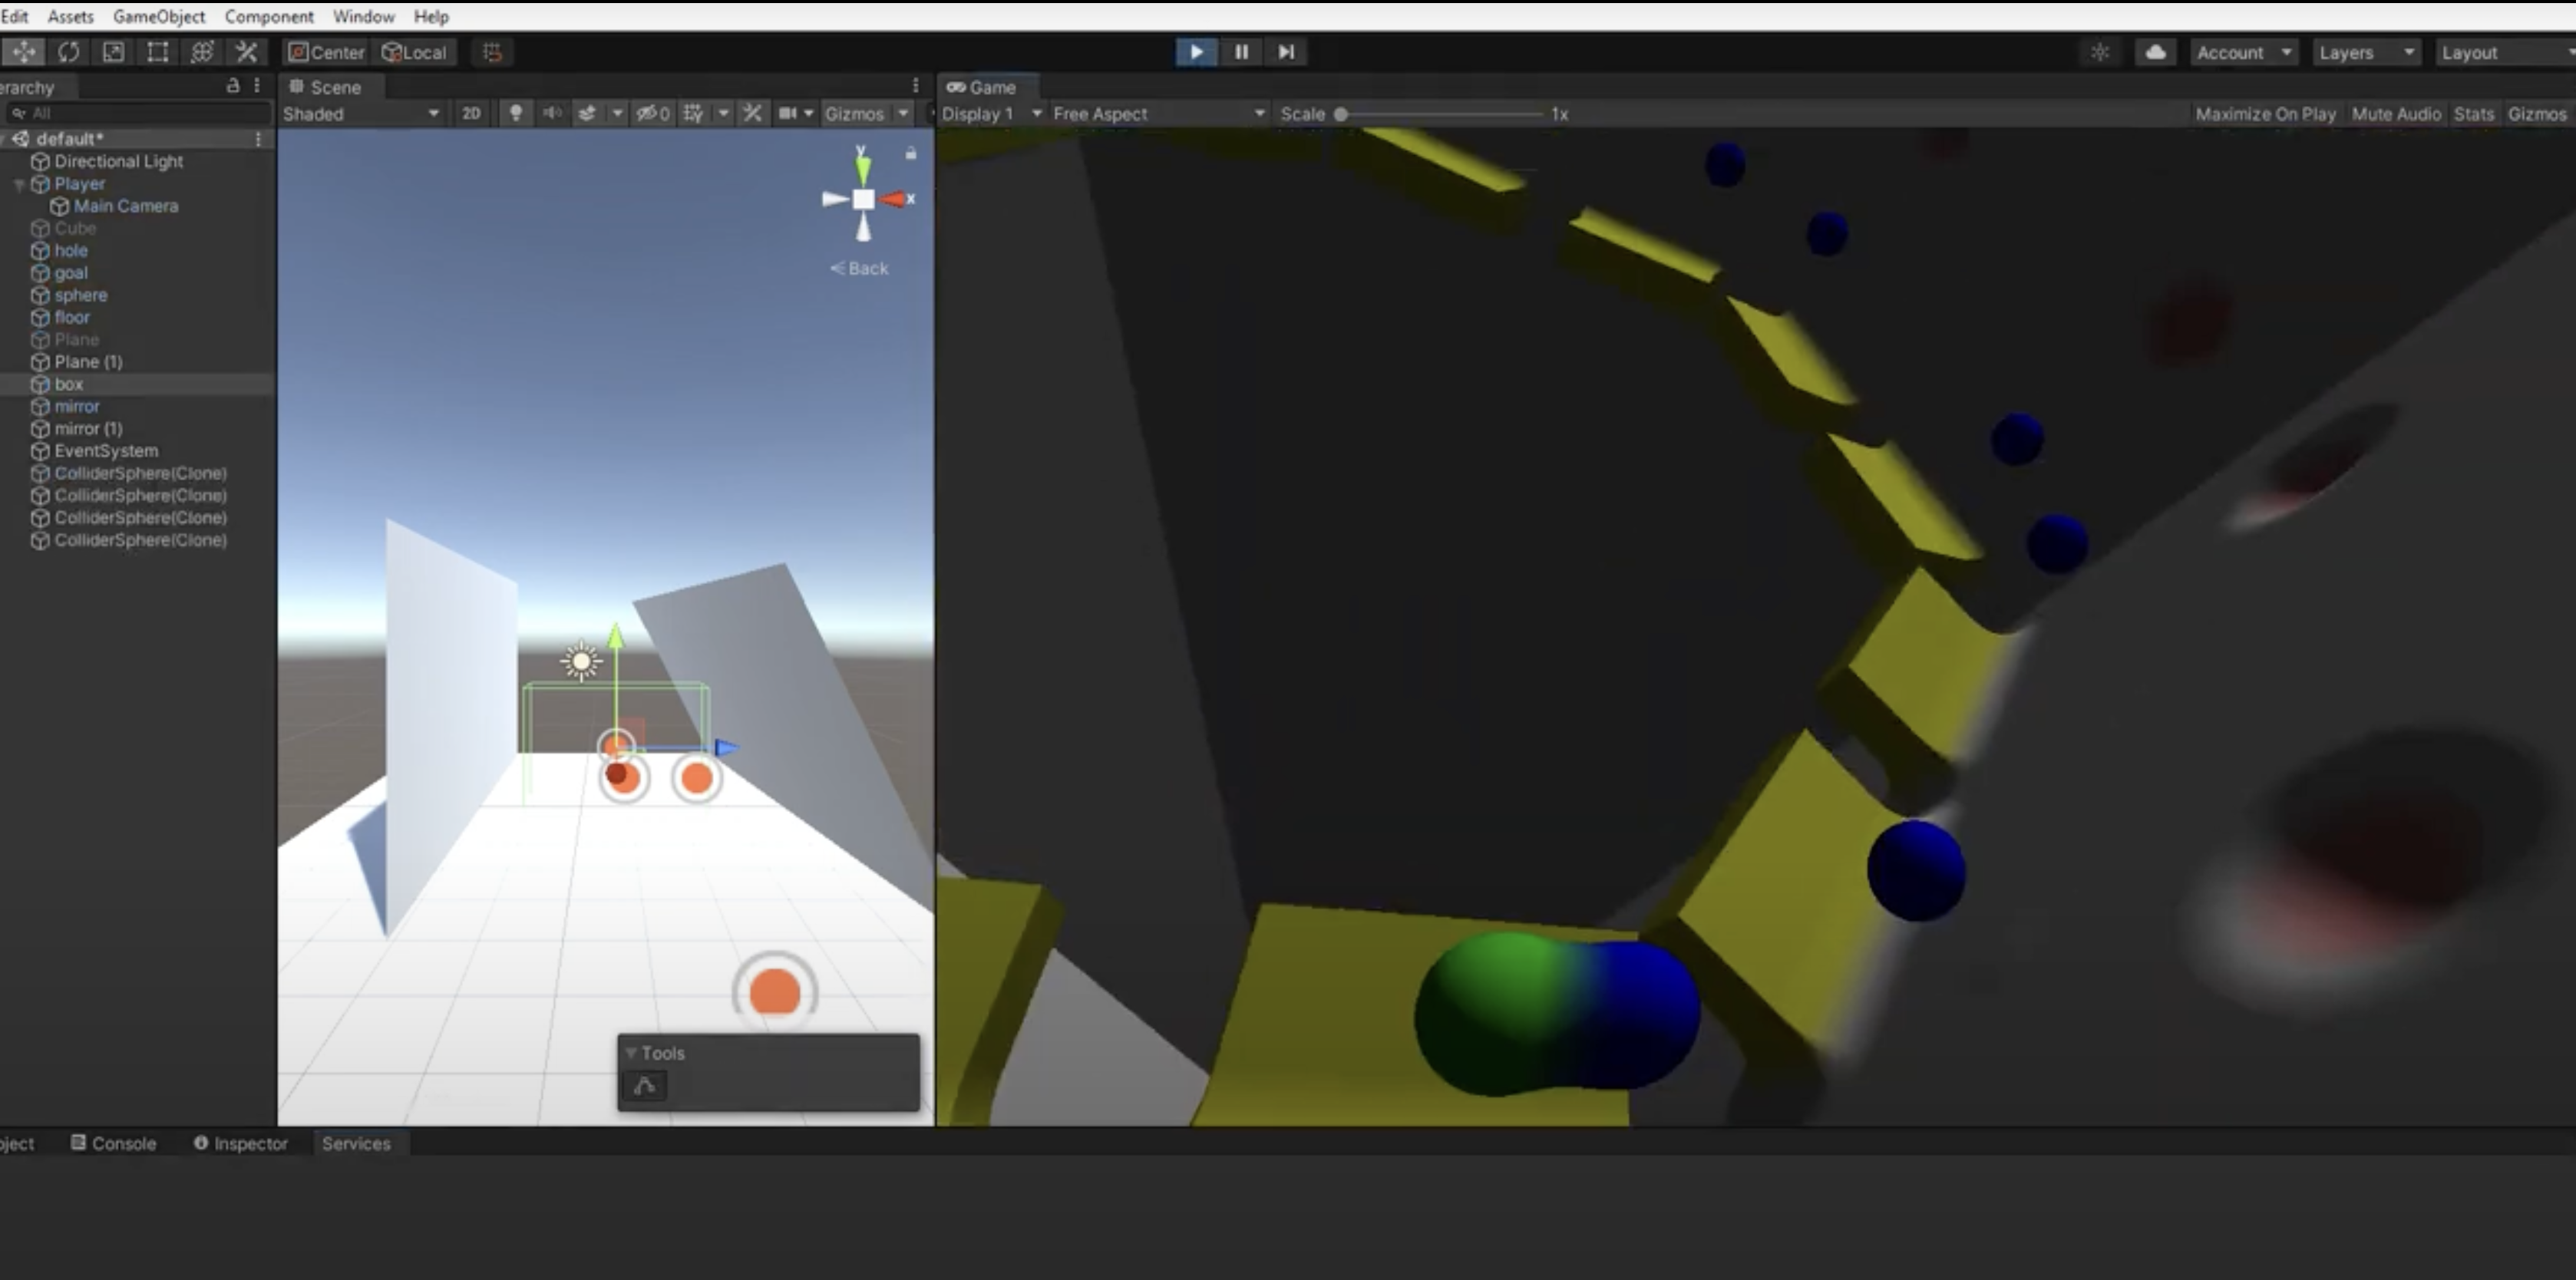 Edit Assets GameObject Component Window Help
Center Local
Account Layers Layout
erarchy
All
default*
Directional Light
Player
Main Camera
Cube
hole
goal
sphere
floor
Plane
Plane (1)
box
mirror
mirror (1)
EventSystem
ColliderSphere(Clone)
ColliderSphere(Clone)
ColliderSphere(Clone)
ColliderSphere(Clone)
Scene
Shaded 2D 0 Gizmos
y
x
Back
Tools
Game
Display 1 Free Aspect Scale 1x Maximize On Play Mute Audio Stats Gizmos
oject Console Inspector Services